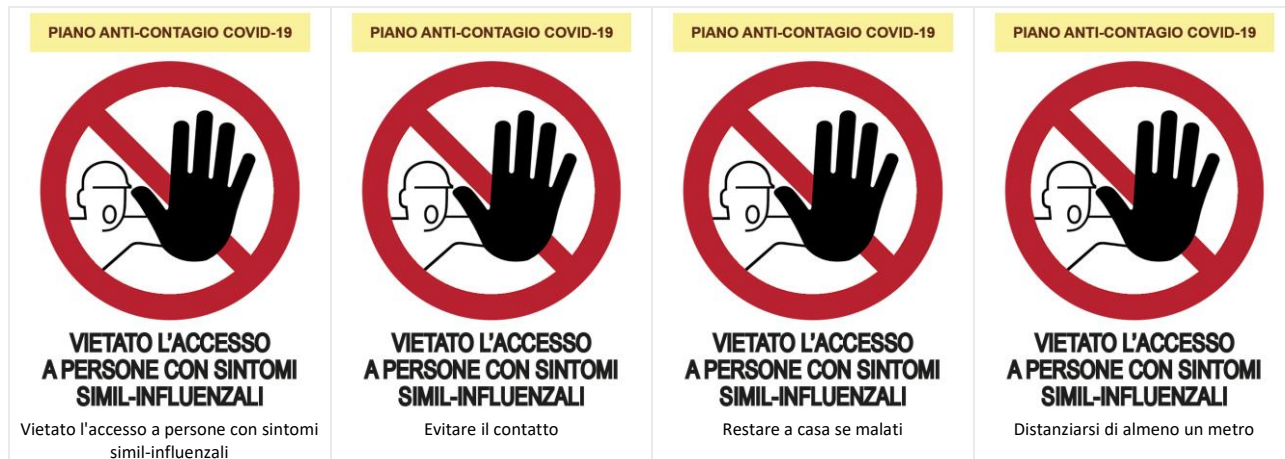 PIANO ANTI-CONTAGIO COVID-19
VIETATO L'ACCESSO
A PERSONE CON SINTOMI
SIMIL-INFLUENZALI
Vietato l'accesso a persone con sintomi
simil-influenzali
PIANO ANTI-CONTAGIO COVID-19
VIETATO L'ACCESSO
A PERSONE CON SINTOMI
SIMIL-INFLUENZALI
Evitare il contatto
PIANO ANTI-CONTAGIO COVID-19
VIETATO L'ACCESSO
A PERSONE CON SINTOMI
SIMIL-INFLUENZALI
Restare a casa se malati
PIANO ANTI-CONTAGIO COVID-19
VIETATO L'ACCESSO
A PERSONE CON SINTOMI
SIMIL-INFLUENZALI
Distanziarsi di almeno un metro